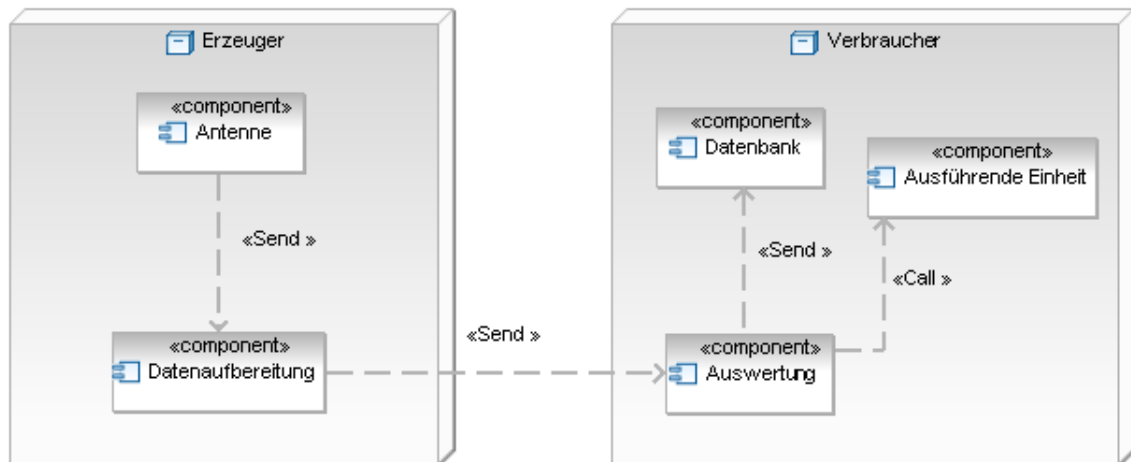 Erzeuger
«component»
Antenne
«Send »
«component»
Datenaufbereitung
«Send »
Verbraucher
«component»
Datenbank
«component»
Ausführende Einheit
«Send »
«Call »
«component»
Auswertung